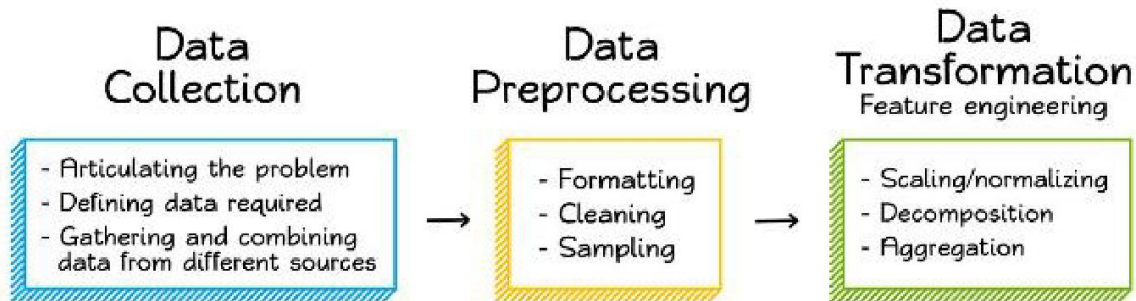 Data
Collection
- Articulating the problem
- Defining data required
- Gathering and combining
data from different sources
Data
Preprocessing
- Formatting
- Cleaning
- Sampling
Data
Transformation
Feature engineering
- Scaling/normalizing
- Decomposition
- Aggregation